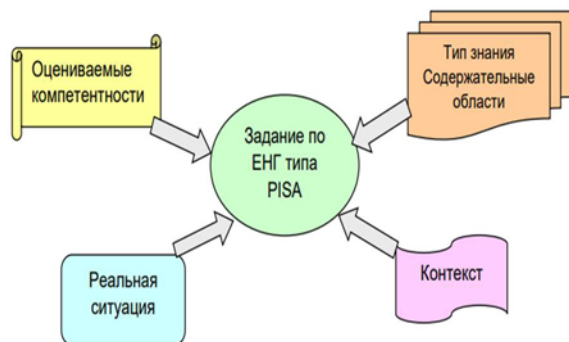 Оцениваемые
компетентности
Тип знания
Содержательные
области
Задание по
ЕНГ типа
PISA
Реальная
ситуация
Контекст